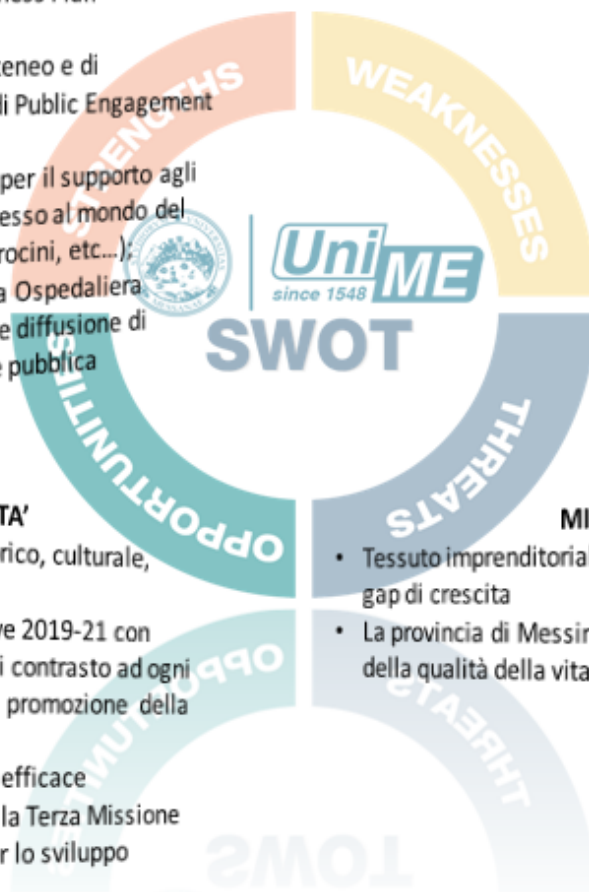 ness Plan
teneo e di
di Public Engagement
per il supporto agli
esso al mondo del
rocini, etc...);
a Ospedaliera
e diffusione di
e pubblica
STRENGTHS
WEAKNESSES
UniME
since 1548
SWOT
OPPORTUNITIES
THREATS
TA'
rico, culturale,
ve 2019-21 con
i contrasto ad ogni
promozione della
efficace
la Terza Missione
r lo sviluppo
MI
• Tessuto imprenditorial
gap di crescita
• La provincia di Messin
della qualità della vita